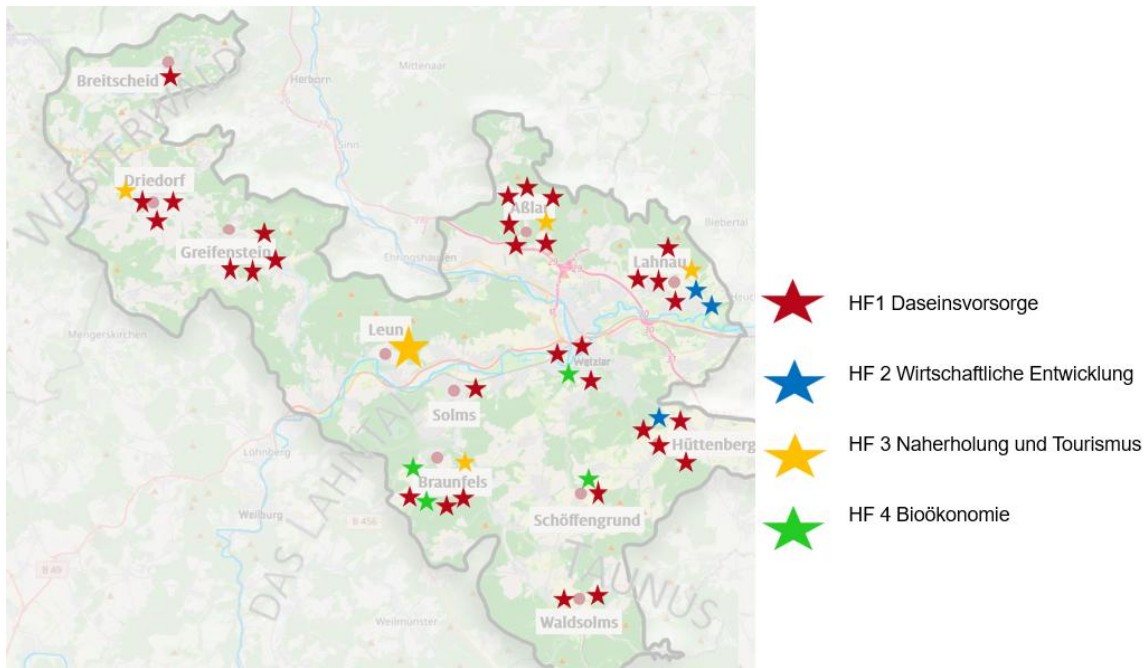 Mittenaar
Breitscheid
Herborn
WESTERWALD
Sinn
Driedorf
Aßlar
Biebertal
Greifenstein
Ehringshausen
Lahnau
HF1 Daseinsvorsorge
Mengerskirchen
Leun
Wetzlar
HF 2 Wirtschaftliche Entwicklung
Solms
Hüttenberg
HF 3 Naherholung und Tourismus
Löhnberg
Braunfels
DAS LAHNTAL
Weilburg
B 456
Schöffengrund
HF 4 Bioökonomie
B 49
TAUNUS
Weilmünster
Waldsolms